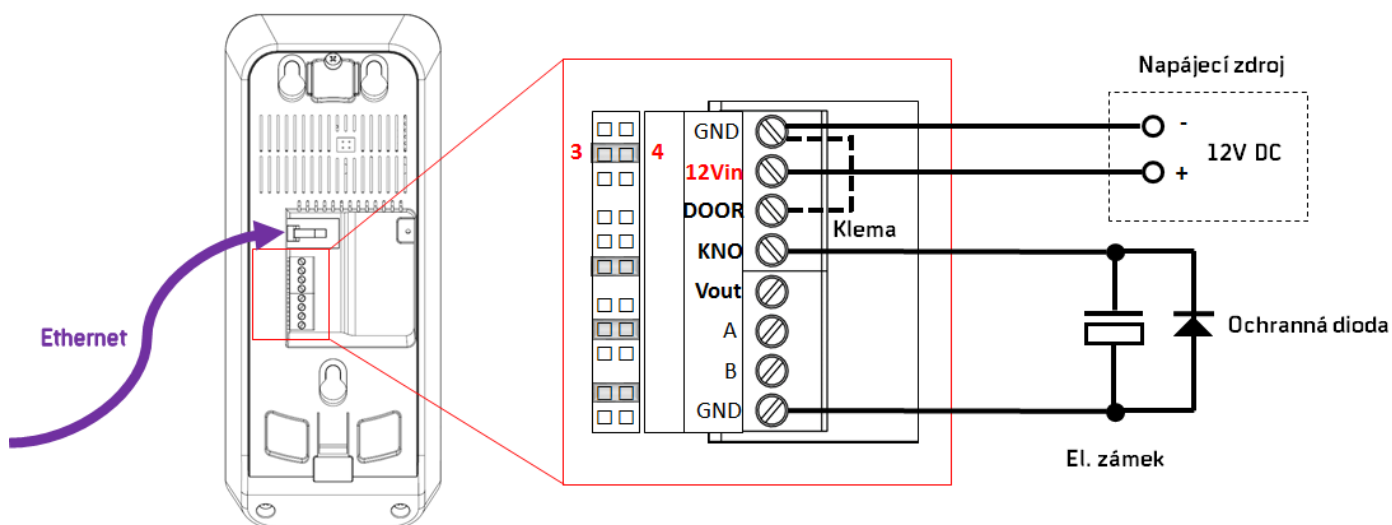 Napájecí zdroj
-
12V DC
+
3
4
GND
12Vin
DOOR
Klema
KNO
Vout
A
B
GND
Ethernet
Ochranná dioda
El. zámek